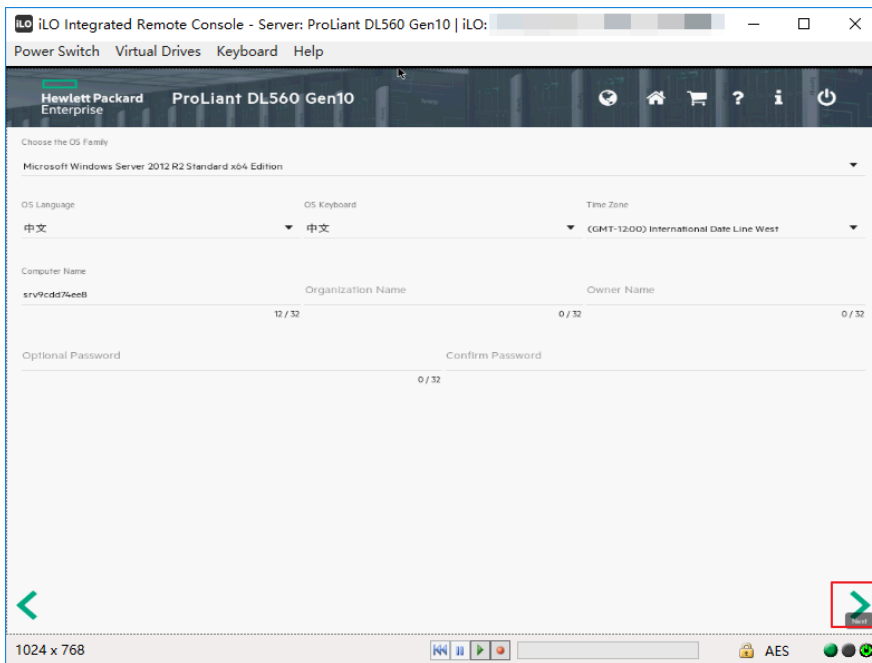 iLO iLO Integrated Remote Console - Server: ProLiant DL560 Gen10 | iLO:
Power Switch Virtual Drives Keyboard Help
Hewlett Packard
Enterprise
ProLiant DL560 Gen10
Choose the OS Family
Microsoft Windows Server 2012 R2 Standard x64 Edition
OS Language OS Keyboard Time Zone
中文 中文 (GMT-12:00) International Date Line West
Computer Name
srv9cdd74ee8 Organization Name Owner Name
12 / 32 0 / 32 0 / 32
Optional Password Confirm Password
0 / 32
Next
1024 x 768 AES